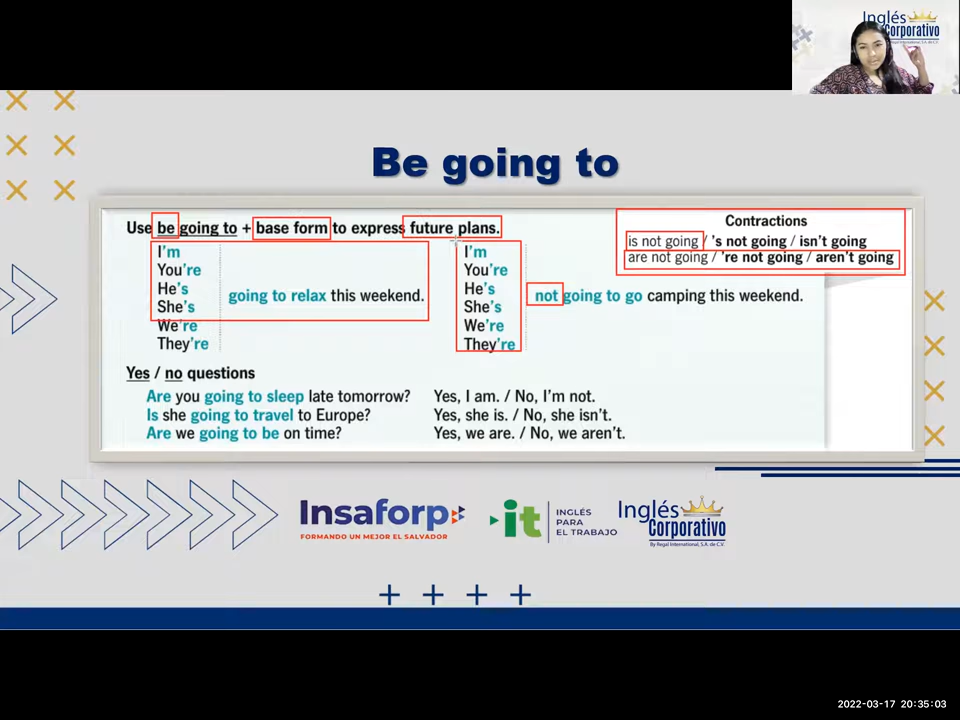 Inglés
Corporativo
By Regal International, S.A. de C.V.
Be going to
Use be going to + base form to express future plans.
I'm
You're
He's
She's
We're
They're
going to relax this weekend.
I'm
You're
He's
She's
We're
They're
not going to go camping this weekend.
Contractions
is not going / 's not going / isn't going
are not going / 're not going / aren't going
Yes / no questions
Are you going to sleep late tomorrow? Yes, I am. / No, I'm not.
Is she going to travel to Europe? Yes, she is. / No, she isn't.
Are we going to be on time? Yes, we are. / No, we aren't.
Insaforp
FORMANDO UN MEJOR EL SALVADOR
it
INGLÉS
PARA
EL TRABAJO
Inglés
Corporativo
By Regal International, S.A. de C.V.
2022-03-17 20:35:03